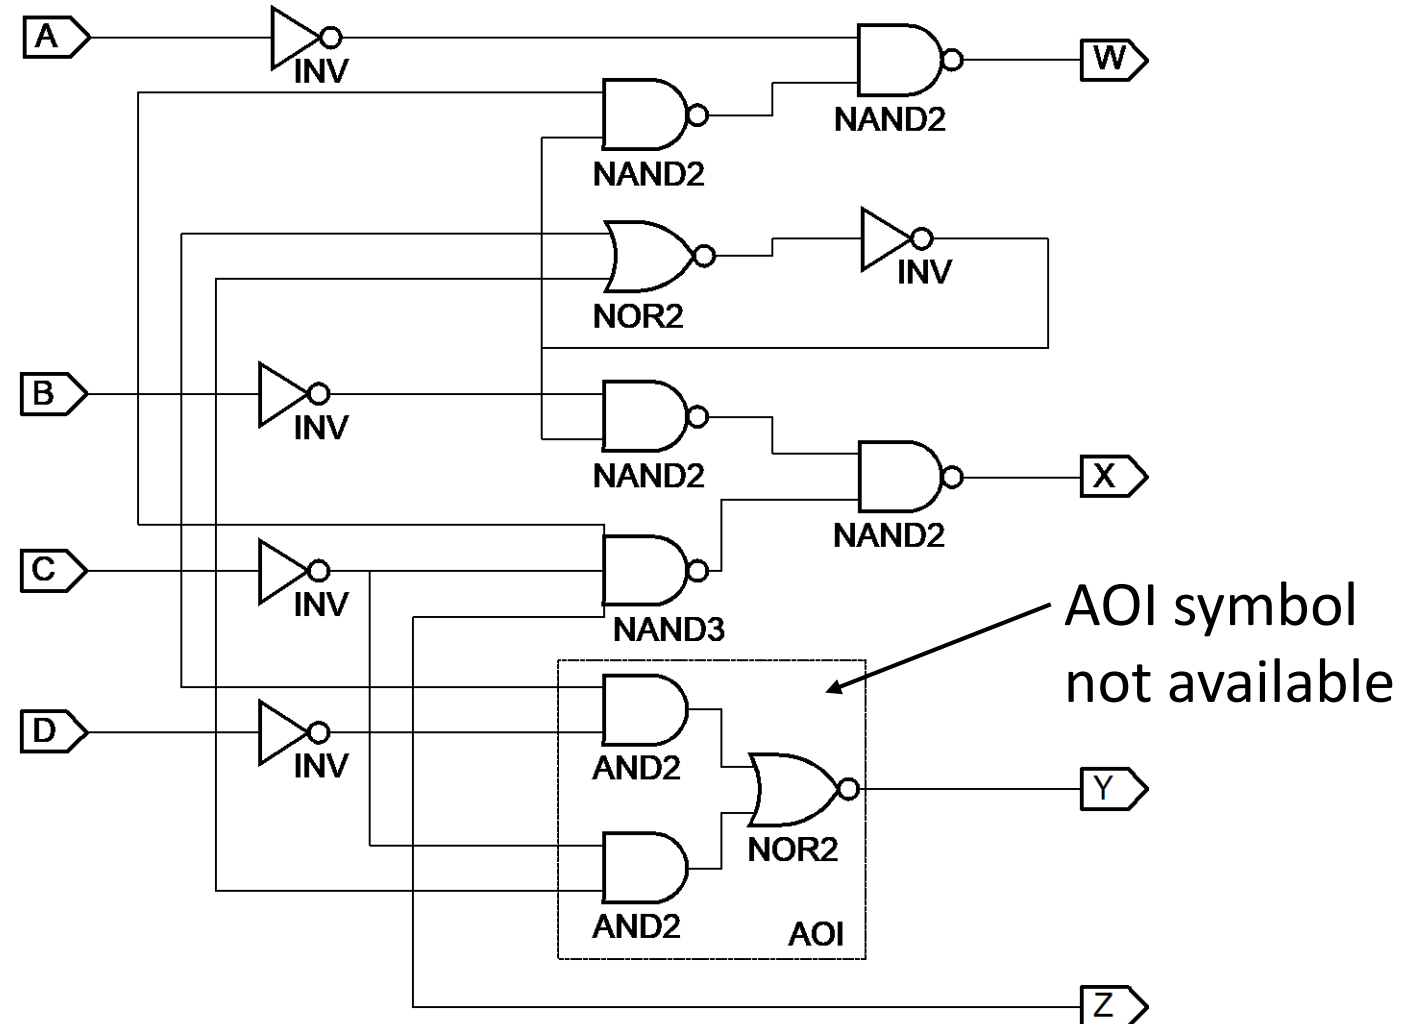 A
INV
NAND2
W
NAND2
NOR2
INV
B
INV
NAND2
NAND2
X
C
INV
NAND3
AOI symbol
not available
D
INV
AND2
NOR2
Y
AND2
AOI
Z